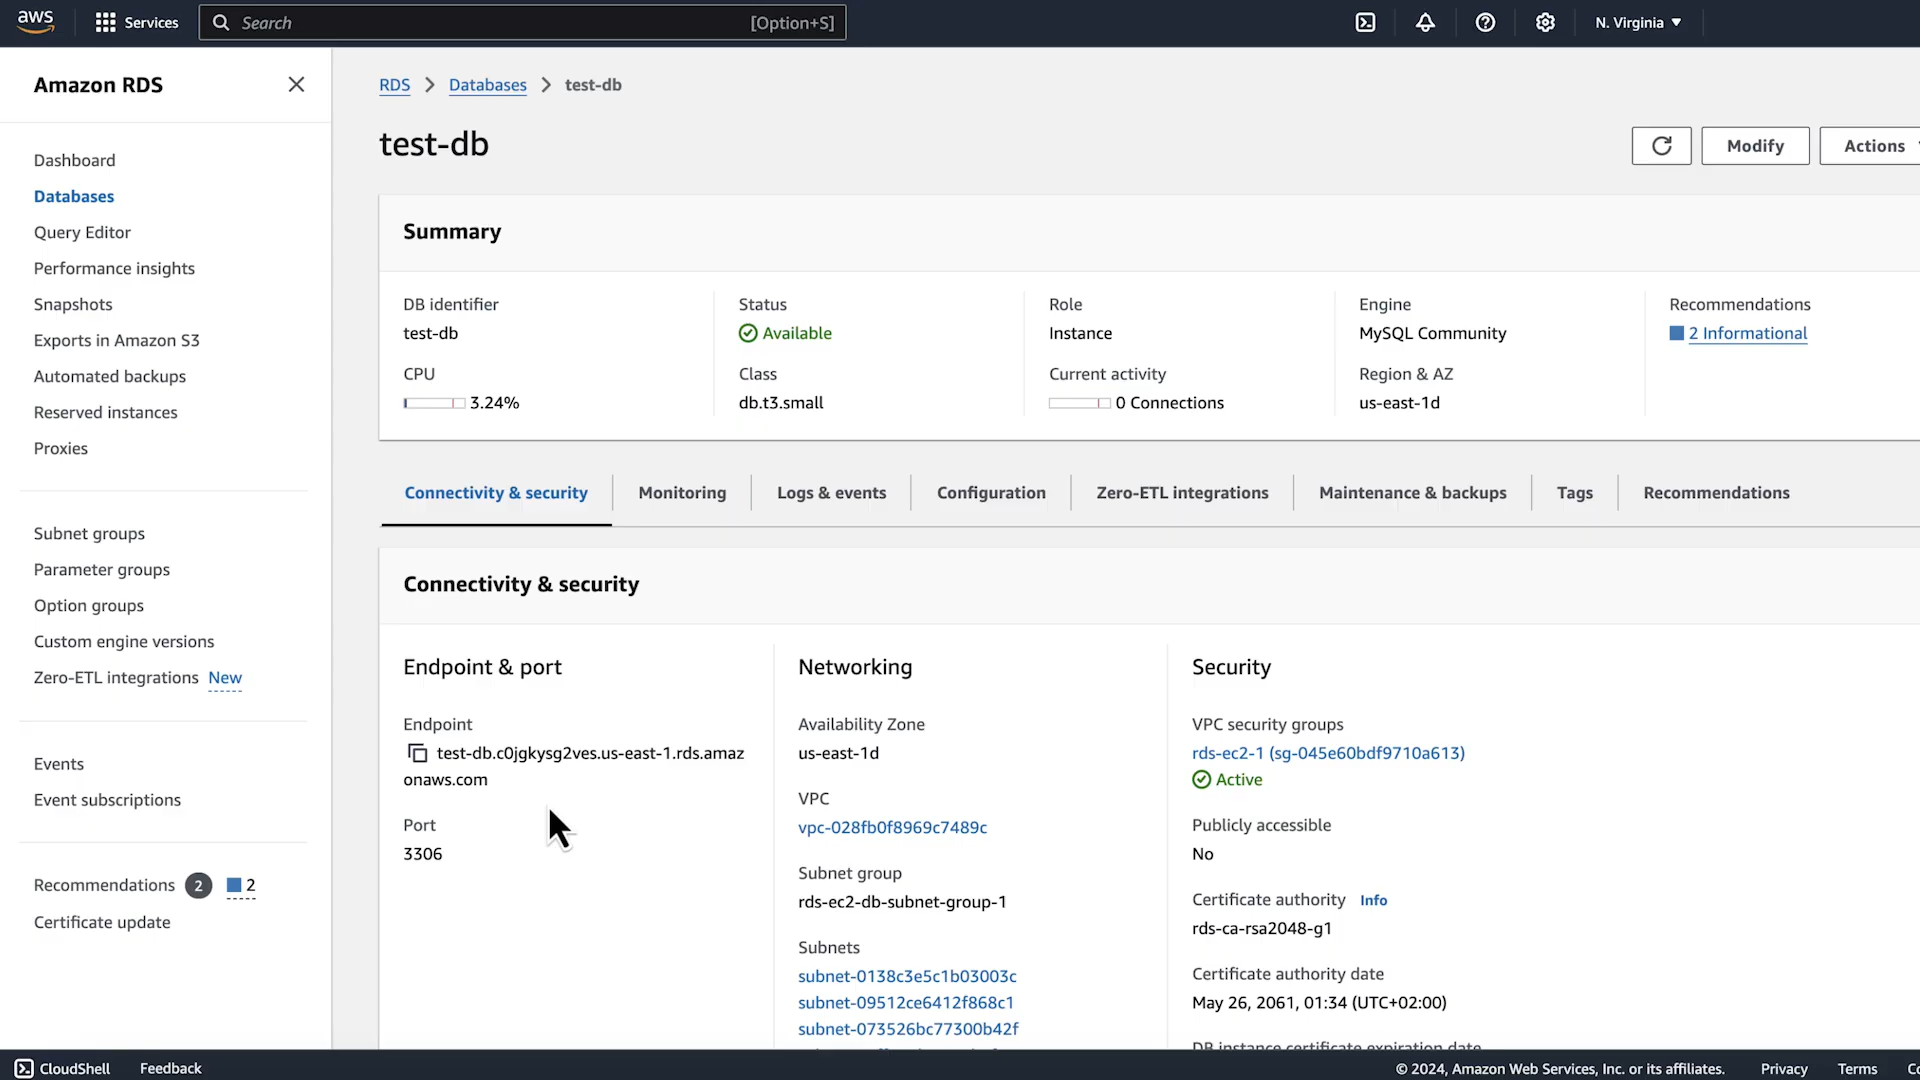 aws
Services
Search
[Option+S]
N. Virginia
Amazon RDS
Dashboard
Databases
Query Editor
Performance insights
Snapshots
Exports in Amazon S3
Automated backups
Reserved instances
Proxies
Subnet groups
Parameter groups
Option groups
Custom engine versions
Zero-ETL integrations New
Events
Event subscriptions
Recommendations 2 2
Certificate update
RDS > Databases > test-db
test-db
Modify
Actions
Summary
DB identifier
test-db
CPU
3.24%
Status
Available
Class
db.t3.small
Role
Instance
Current activity
0 Connections
Engine
MySQL Community
Region & AZ
us-east-1d
Recommendations
2 Informational
Connectivity & security
Monitoring
Logs & events
Configuration
Zero-ETL integrations
Maintenance & backups
Tags
Recommendations
Connectivity & security
Endpoint & port
Endpoint
test-db.c0jgkysg2ves.us-east-1.rds.amaz
onaws.com
Port
3306
Networking
Availability Zone
us-east-1d
VPC
vpc-028fb0f8969c7489c
Subnet group
rds-ec2-db-subnet-group-1
Subnets
subnet-0138c3e5c1b03003c
subnet-09512ce6412f868c1
subnet-073526bc77300b42f
Security
VPC security groups
rds-ec2-1 (sg-045e60bdf9710a613)
Active
Publicly accessible
No
Certificate authority Info
rds-ca-rsa2048-g1
Certificate authority date
May 26, 2061, 01:34 (UTC+02:00)
DB instance certificate expiration date
CloudShell
Feedback
© 2024, Amazon Web Services, Inc. or its affiliates.
Privacy
Terms